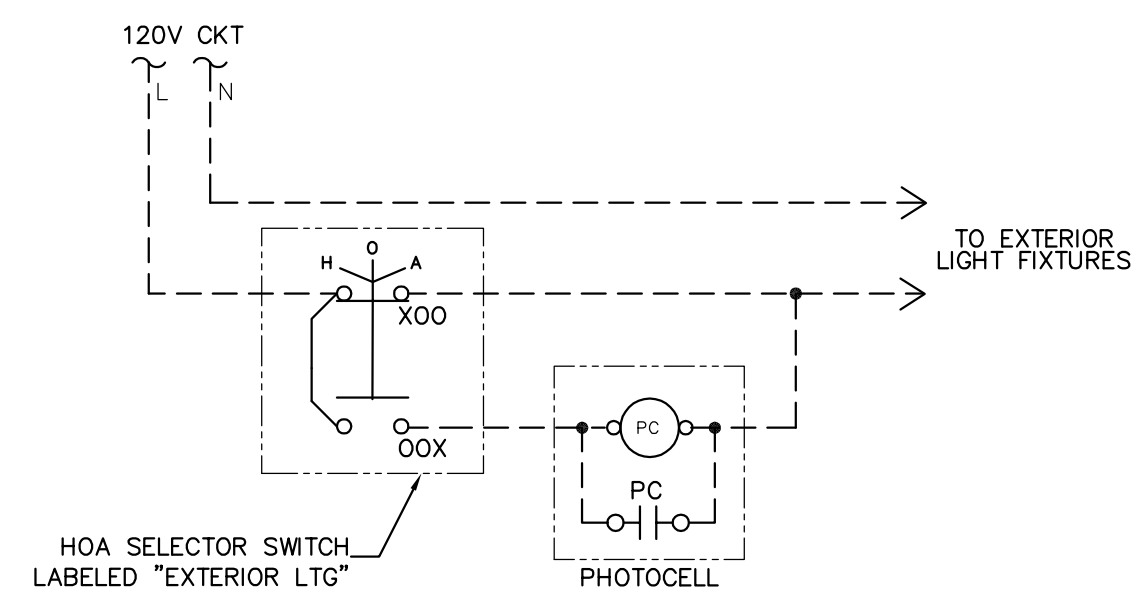 120V CKT
L
N
TO EXTERIOR
LIGHT FIXTURES
H
O
A
XOO
OOX
PC
PC
HOA SELECTOR SWITCH
LABELED "EXTERIOR LTG"
PHOTOCELL